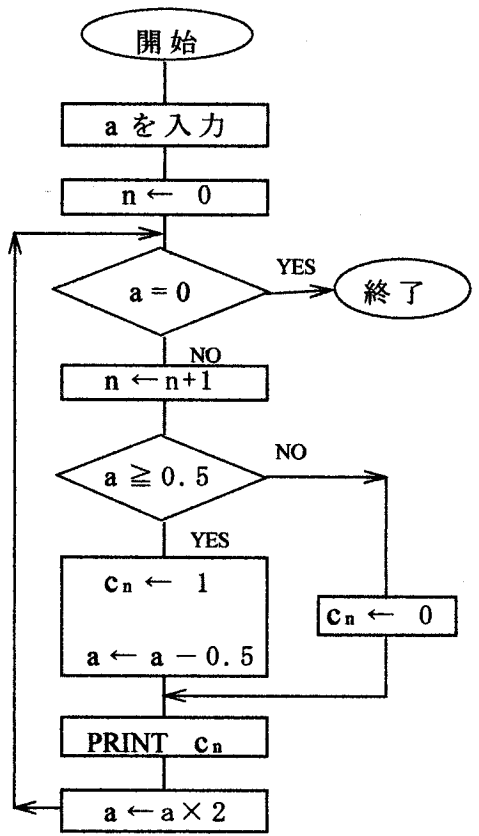 開始
a を入力
n ← 0
a = 0
YES
終了
NO
n ← n+1
a ≧ 0.5
NO
YES
cn ← 1
cn ← 0
a ← a − 0.5
PRINT cn
a ← a × 2